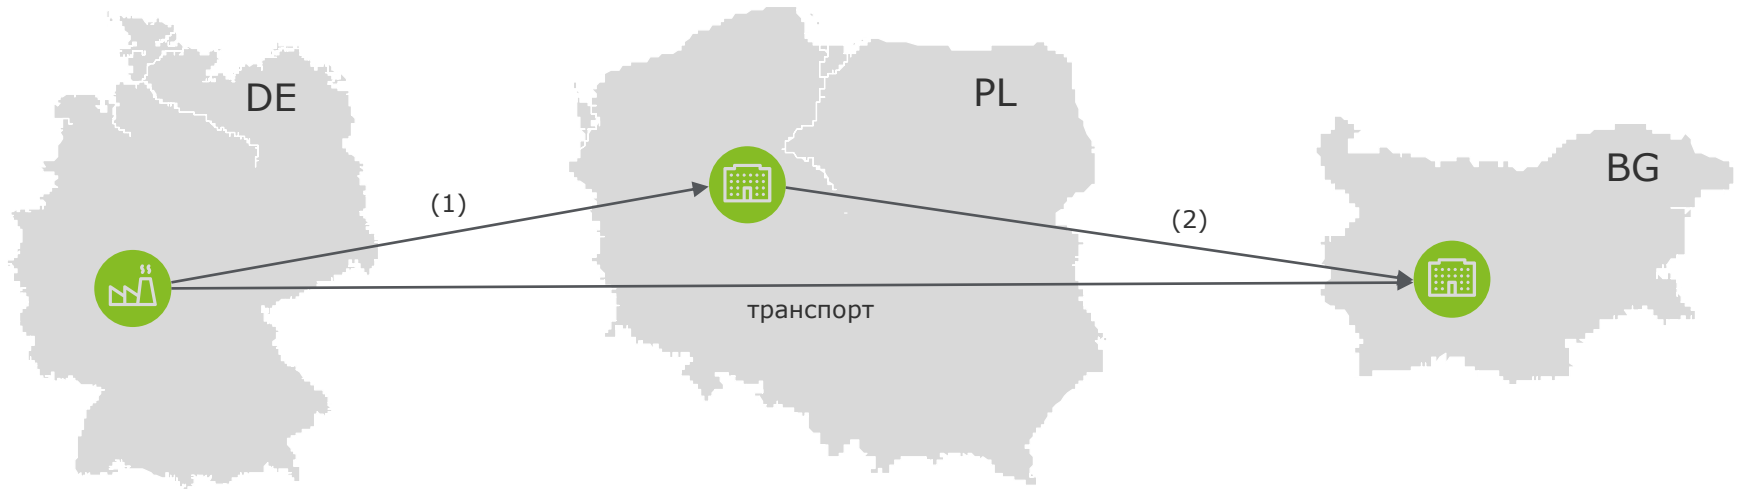 DE
PL
BG
(1)
(2)
транспорт